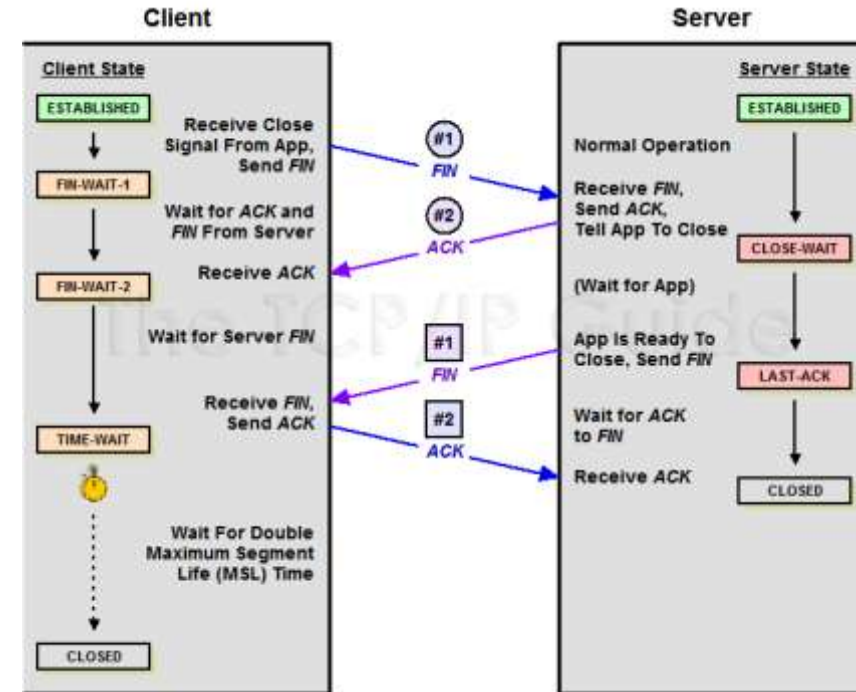 Client
Server
Client State
ESTABLISHED
Receive Close
Signal From App,
Send FIN
FIN-WAIT-1
Wait for ACK and
FIN From Server
Receive ACK
FIN-WAIT-2
Wait for Server FIN
Receive FIN,
Send ACK
TIME-WAIT
Wait For Double
Maximum Segment
Life (MSL) Time
CLOSED
#1
FIN
#2
ACK
#1
FIN
#2
ACK
The TCP/IP Guide
Server State
ESTABLISHED
Normal Operation
Receive FIN,
Send ACK,
Tell App To Close
CLOSE-WAIT
(Wait for App)
App Is Ready To
Close, Send FIN
LAST-ACK
Wait for ACK
to FIN
Receive ACK
CLOSED